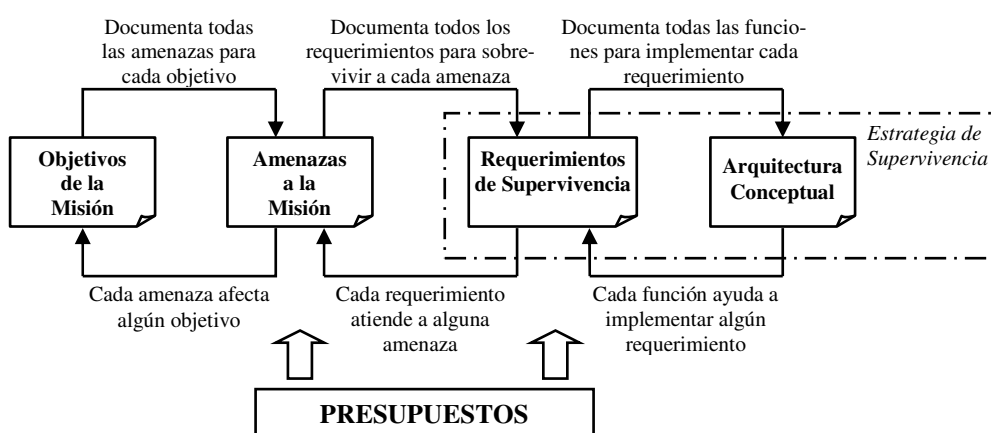 Documenta todas
las amenazas para
cada objetivo
Documenta todos los
requerimientos para sobre-
vivir a cada amenaza
Documenta todas las funcio-
nes para implementar cada
requerimiento
Estrategia de
Supervivencia
Objetivos
de la
Misión
Amenazas
a la
Misión
Requerimientos
de Supervivencia
Arquitectura
Conceptual
Cada amenaza afecta
algún objetivo
Cada requerimiento
atiende a alguna
amenaza
Cada función ayuda a
implementar algún
requerimiento
PRESUPUESTOS